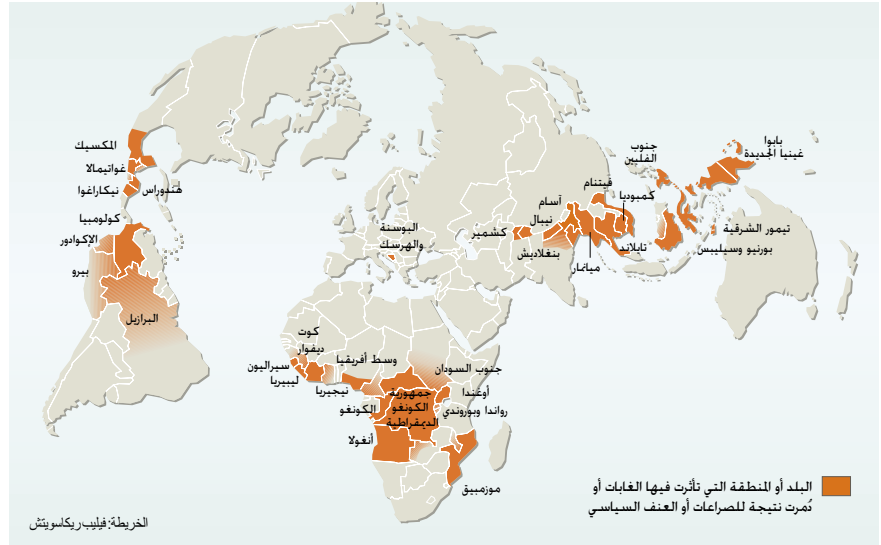 المكسيك
غواتيمالا
هندوراس
نيكاراغوا
كولومبيا
الإكوادور
بيرو
البرازيل
البوسنة
والهرسك
كوت
ديفوار
سيراليون
ليبيريا
وسط أفريقيا
نيجيريا
جنوب السودان
جمهورية
الكونغو
الديمقراطية
الكونغو
أوغندا
رواندا وبوروندي
أنغولا
موزمبيق
كشمير
نيبال
آسام
بنغلاديش
ميانمار
فيتنام
كمبوديا
تايلاند
جنوب
الفلبين
بابوا
غينيا الجديدة
تيمور الشرقية
بورنيو وسيليبس
البلد أو المنطقة التي تأثرت فيها الغابات أو
دُمرت نتيجة للصراعات أو العنف السياسي
الخريطة: فيليب ريكاسويتش